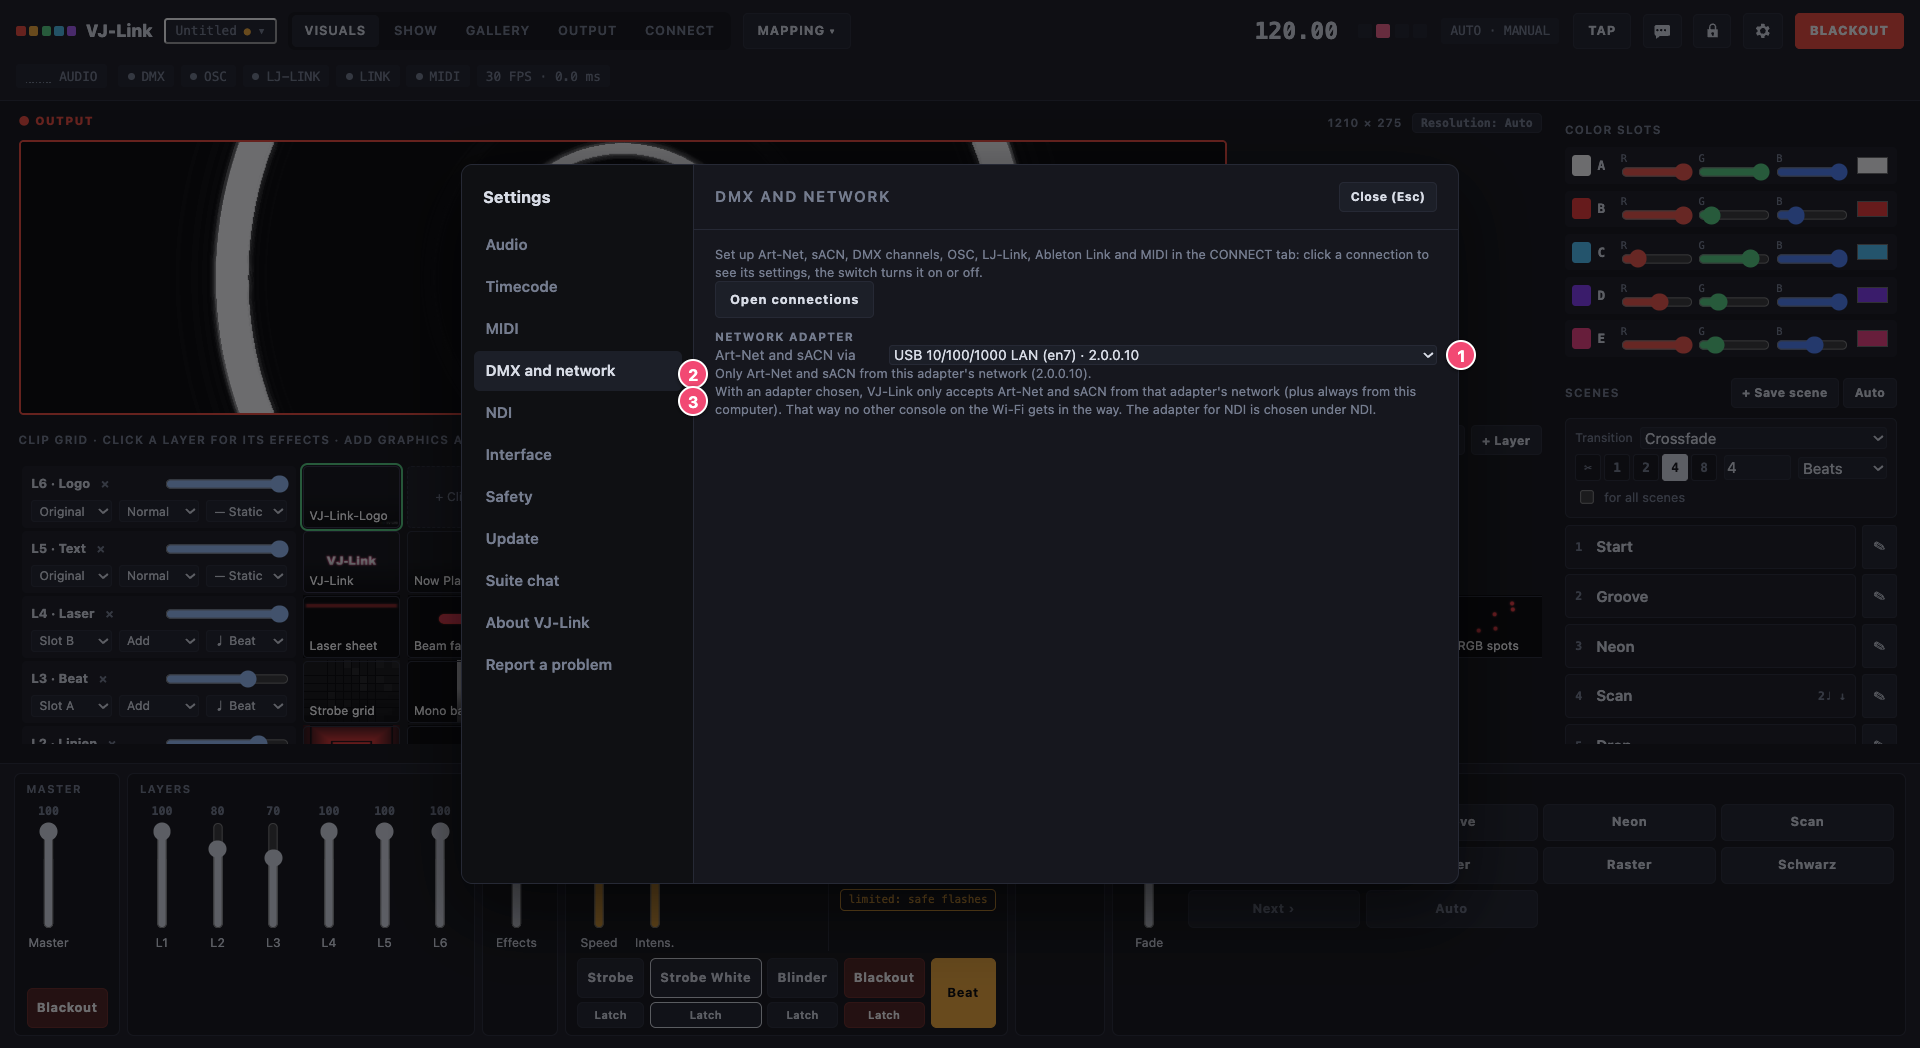 VJ-Link
Untitled
VISUALS
SHOW
GALLERY
OUTPUT
CONNECT
MAPPING
120.00
AUTO · MANUAL
TAP
BLACKOUT
AUDIO
DMX
OSC
LJ-LINK
LINK
MIDI
30 FPS · 0.0 ms
OUTPUT
1210 × 275
Resolution: Auto
COLOR SLOTS
R G B
A
R G B
B
R G B
C
R G B
D
R G B
E
Settings
Audio
Timecode
MIDI
DMX and network
NDI
Interface
Safety
Update
Suite chat
About VJ-Link
Report a problem
DMX AND NETWORK
Close (Esc)
Set up Art-Net, sACN, DMX channels, OSC, LJ-Link, Ableton Link and MIDI in the CONNECT tab: click a connection to
see its settings, the switch turns it on or off.
Open connections
NETWORK ADAPTER
Art-Net and sACN via
USB 10/100/1000 LAN (en7) · 2.0.0.10
1
2
Only Art-Net and sACN from this adapter's network (2.0.0.10).
3
With an adapter chosen, VJ-Link only accepts Art-Net and sACN from that adapter's network (plus always from this
computer). That way no other console on the Wi-Fi gets in the way. The adapter for NDI is chosen under NDI.
CLIP GRID · CLICK A LAYER FOR ITS EFFECTS · ADD GRAPHICS A
+ Layer
L6 · Logo ×
Original
Normal
— Static
VJ-Link-Logo
L5 · Text ×
Original
Normal
— Static
VJ-Link
VJ-Link
Now Pla
L4 · Laser ×
Slot B
Add
♩ Beat
Laser sheet
Beam fa
RGB spots
L3 · Beat ×
Slot A
Add
♩ Beat
Strobe grid
Mono ba
SCENES
+ Save scene
Auto
Transition
Crossfade
1
2
4
8
4
Beats
for all scenes
1 Start
2 Groove
3 Neon
4 Scan
2♩ ↓
MASTER
100
Master
Blackout
LAYERS
100
80
70
100
100
100
L1
L2
L3
L4
L5
L6
Effects
Speed
Intens.
limited: safe flashes
Strobe
Strobe White
Blinder
Blackout
Beat
Latch
Latch
Latch
Latch
Fade
ve
Neon
Scan
er
Raster
Schwarz
Next ›
Auto